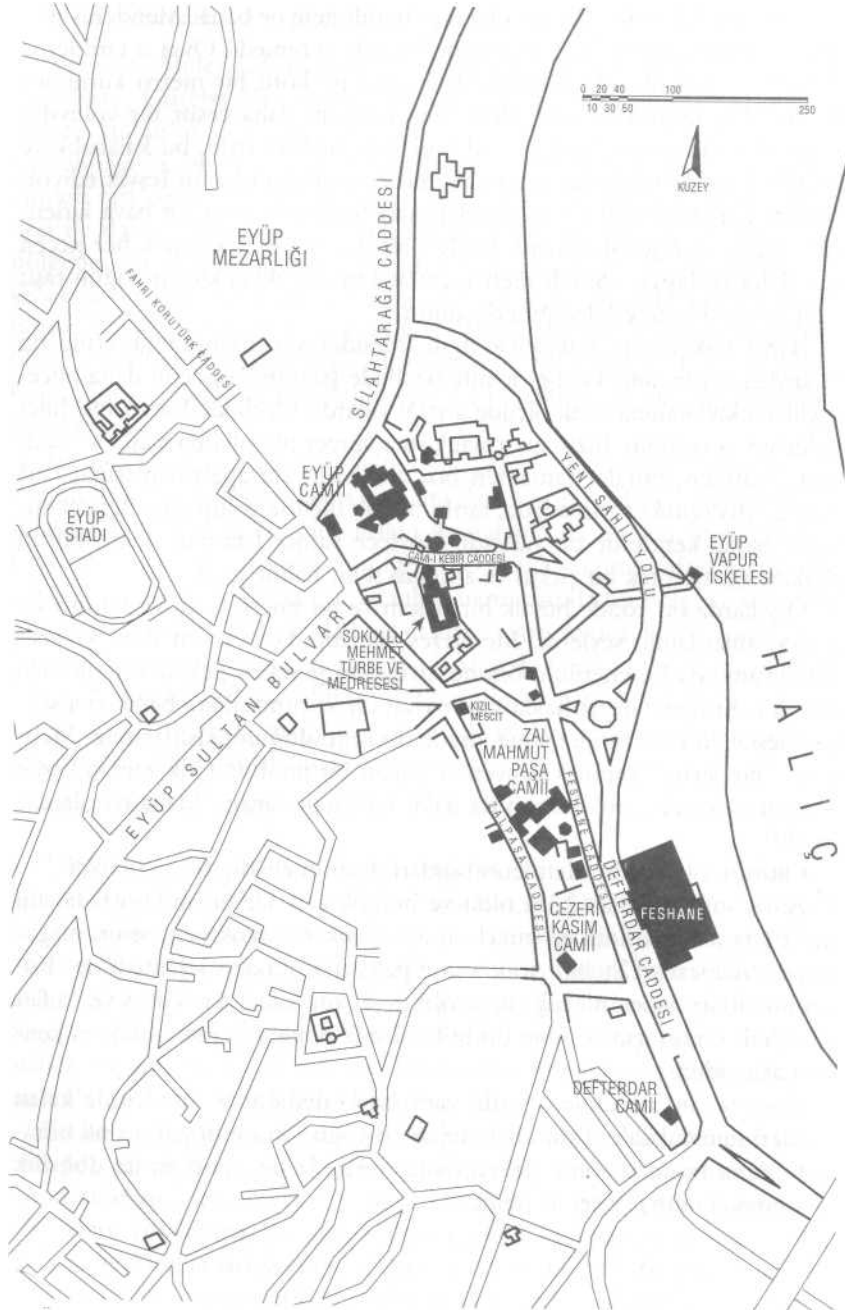 0 20 40 100
10 30 50 250
KUZEY
EYÜP
MEZARLIĞI
SİLAHTARAĞA CADDESİ
FAHRİ KORUTÜRK CADDESİ
EYÜP
CAMİİ
EYÜP
STADI
YENİ SAHİL YOLU
CAMİ-İ KEBİR CADDESİ
EYÜP
VAPUR
İSKELESİ
SOKOLLU
MEHMET
TÜRBE VE
MEDRESESİ
EYÜP SULTAN BULVARI
HALİÇ
KIZIL
MESCİT
ZAL
MAHMUT
PAŞA
CAMİİ
FESHANE CADDESİ
ZALPAŞA CADDESİ
DEFTERDAR CADDESİ
FESHANE
CEZERİ
KASIM
CAMİİ
DEFTERDAR
CAMİİ